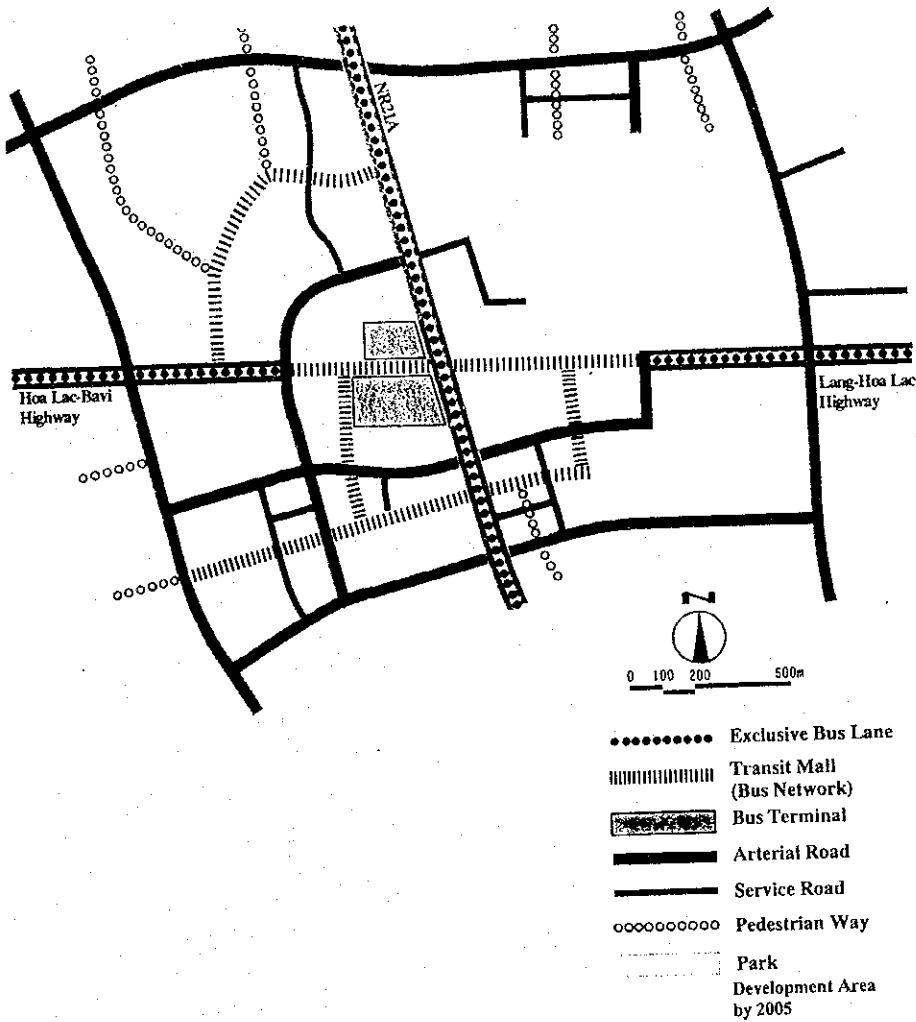 NR21A
Hoa Lac-Bavi
Highway
Lang-Hoa Lac
Highway
Z
0 100 200 500m
Exclusive Bus Lane
Transit Mall
(Bus Network)
Bus Terminal
Arterial Road
Service Road
Pedestrian Way
Park
Development Area
by 2005